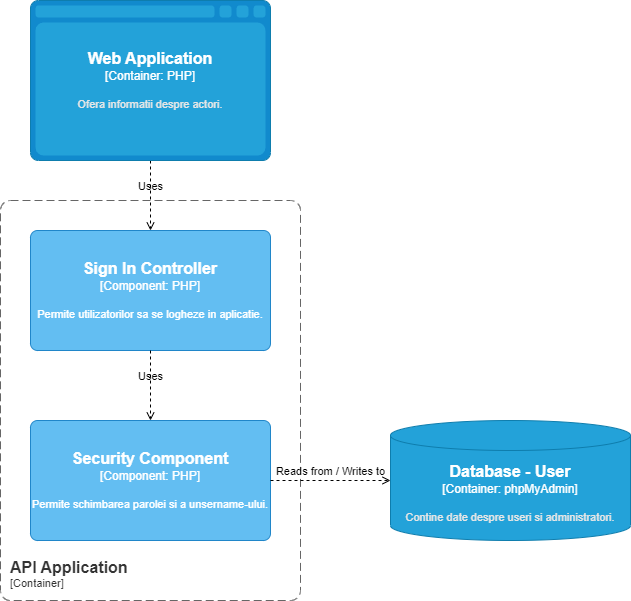 Web Application
[Container: PHP]
Ofera informatii despre actori.
Uses
Sign In Controller
[Component: PHP]
Permite utilizatorilor sa se logheze in aplicatie.
Uses
Security Component
[Component: PHP]
Permite schimbarea parolei si a unsername-ului.
Reads from / Writes to
Database - User
[Container: phpMyAdmin]
Contine date despre useri si administratori.
API Application
[Container]